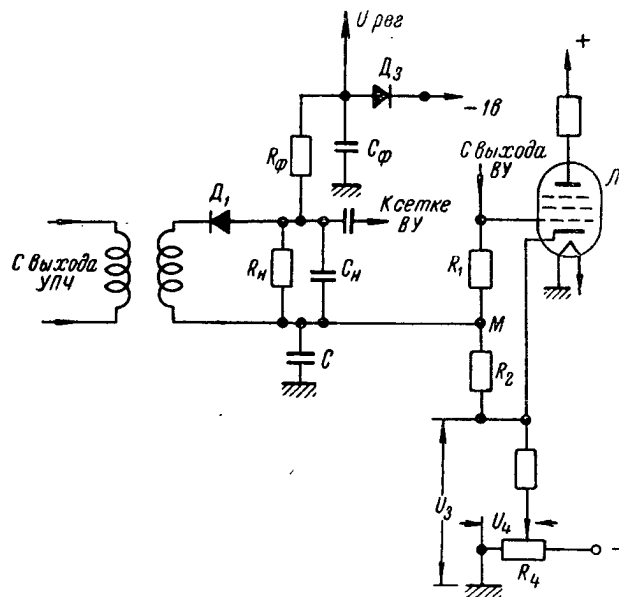 U рег
+
Д₃
-1в
Rф
Cф
С выхода
ВУ
Л
Д₁
К сетке
ВУ
С выхода
УПЧ
Rн
Cн
R₁
М
С
R₂
U₃
U₄
R₄
-